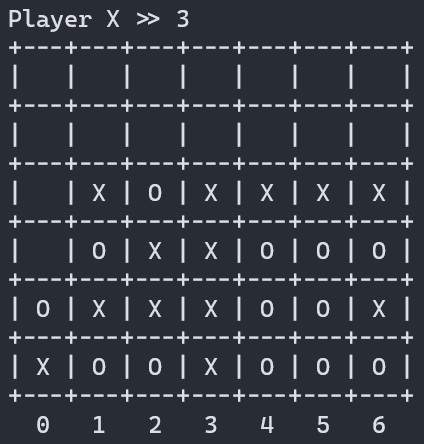 Player X >> 3
+---+---+---+---+---+---+---+
|   |   |   |   |   |   |   |
+---+---+---+---+---+---+---+
|   |   |   |   |   |   |   |
+---+---+---+---+---+---+---+
|   | X | O | X | X | X | X |
+---+---+---+---+---+---+---+
|   | O | X | X | O | O | O |
+---+---+---+---+---+---+---+
| O | X | X | X | O | O | X |
+---+---+---+---+---+---+---+
| X | O | O | X | O | O | O |
+---+---+---+---+---+---+---+
  0   1   2   3   4   5   6